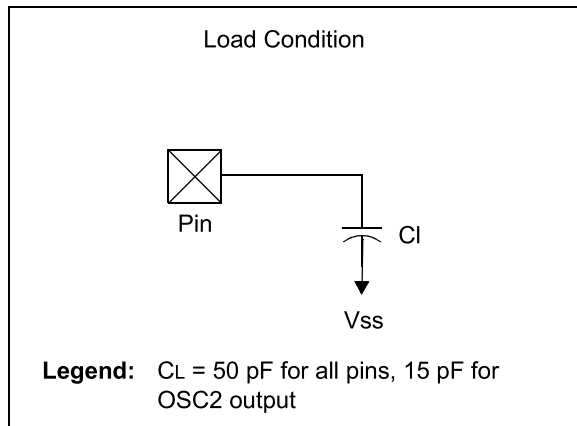 Load Condition
Pin
Cl
Vss
Legend: CL = 50 pF for all pins, 15 pF for
OSC2 output